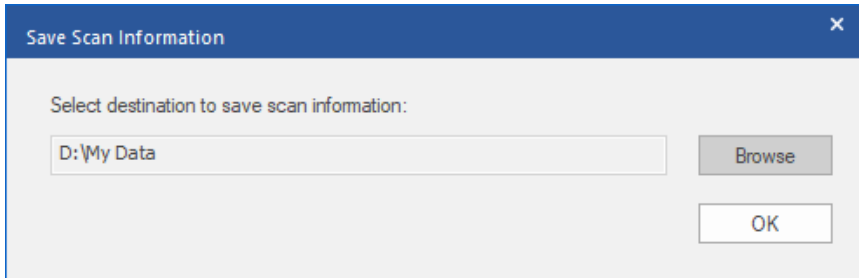 Save Scan Information
Select destination to save scan information:
D:\My Data
Browse
OK